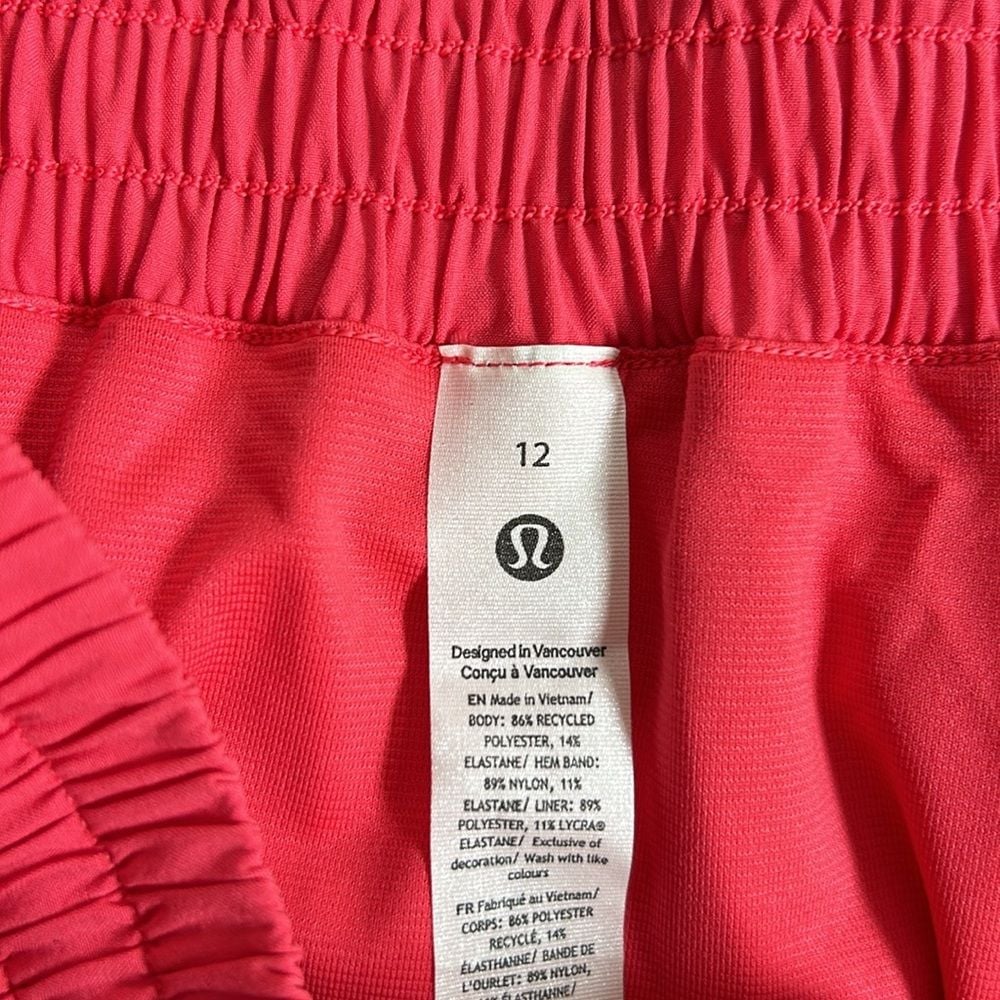 12
Designed in Vancouver
Conçu à Vancouver
EN Made in Vietnam/
BODY: 86% RECYCLED
POLYESTER, 14%
ELASTANE/ HEM BAND:
89% NYLON, 11%
ELASTANE/ LINER: 89%
POLYESTER, 11% LYCRA®
ELASTANE/ Exclusive of
decoration/ Wash with like
colours
FR Fabriqué au Vietnam/
CORPS: 86% POLYESTER
RECYCLÉ, 14%
ÉLASTHANNE/ BANDE DE
L'OURLET: 89% NYLON,
ÉLASTHANNE/